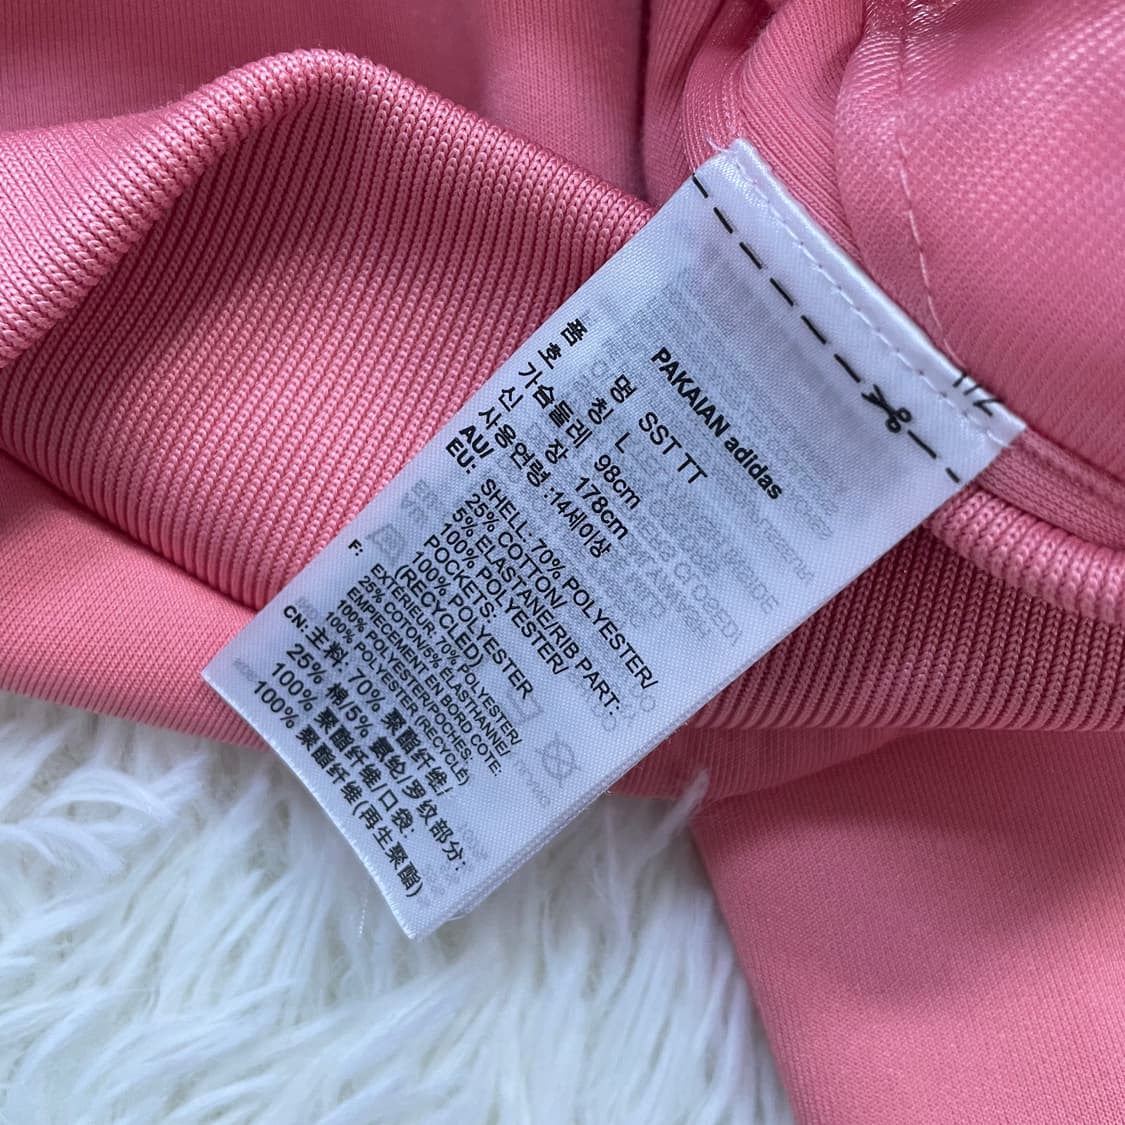 1/2
PAKAIAN adidas
품 명 SST TT
호 칭 L
가슴둘레 98cm
신 장 178cm
사용연령 :14세이상
AU/
EU: SHELL: 70% POLYESTER/
25% COTTON/
5% ELASTANE/RIB PART:
100% POLYESTER/
POCKETS:
100% POLYESTER
(RECYCLED)
F: EXTÉRIEUR: 70% POLYESTER/
25% COTON/5% ÉLASTHANNE/
EMPIECEMENT EN BORD COTE:
100% POLYESTER/POCHES:
100% POLYESTER (RECYCLÉ)
CN: 主料: 70% 聚酯纤维/
25% 棉/5% 氨纶/罗纹部分:
100% 聚酯纤维/口袋:
100% 聚酯纤维(再生聚酯)